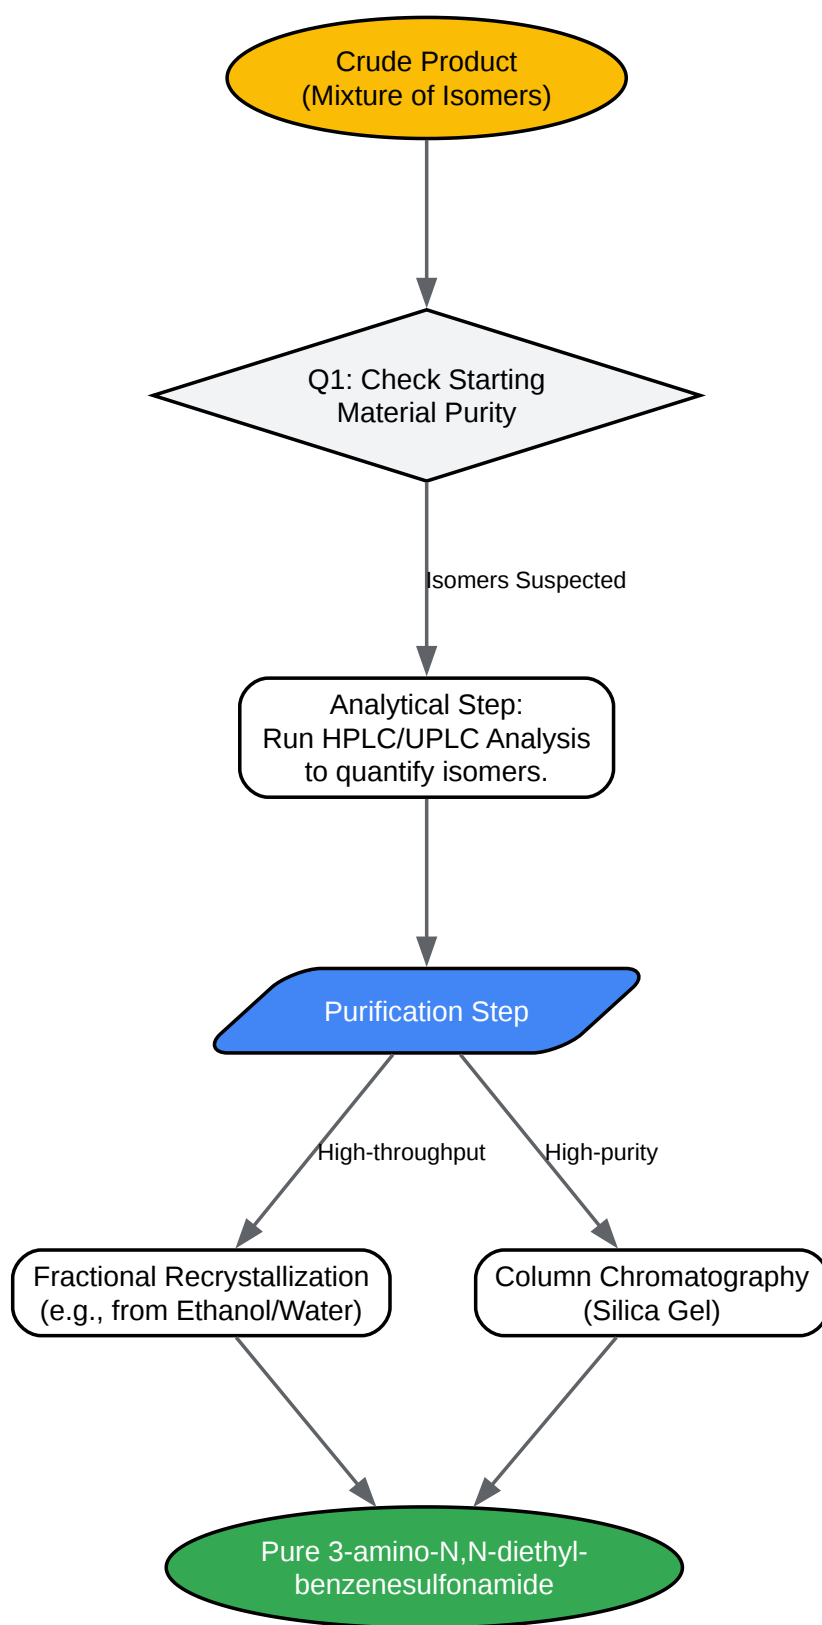 Crude Product
(Mixture of Isomers)
Q1: Check Starting
Material Purity
Isomers Suspected
Analytical Step:
Run HPLC/UPLC Analysis
to quantify isomers.
Purification Step
High-throughput
High-purity
Fractional Recrystallization
(e.g., from Ethanol/Water)
Column Chromatography
(Silica Gel)
Pure 3-amino-N,N-diethyl-
benzenesulfonamide